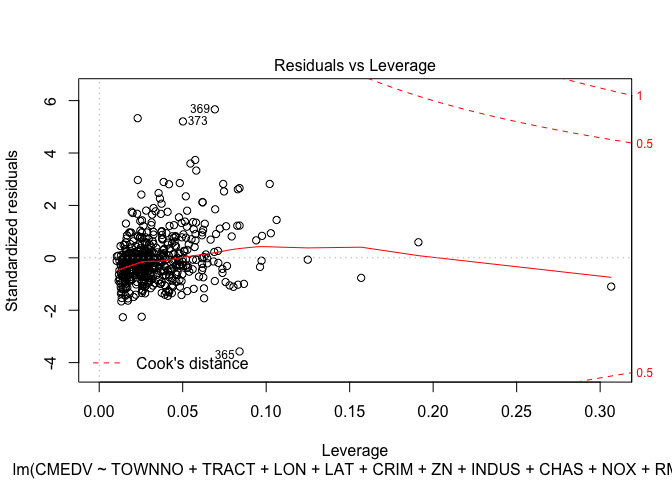 Residuals vs Leverage
Standardized residuals
6
4
2
0
-2
-4
369
373
365
1
0.5
0.5
Cook's distance
0.00 0.05 0.10 0.15 0.20 0.25 0.30
Leverage
lm(CMEDV ~ TOWNNO + TRACT + LON + LAT + CRIM + ZN + INDUS + CHAS + NOX + RM